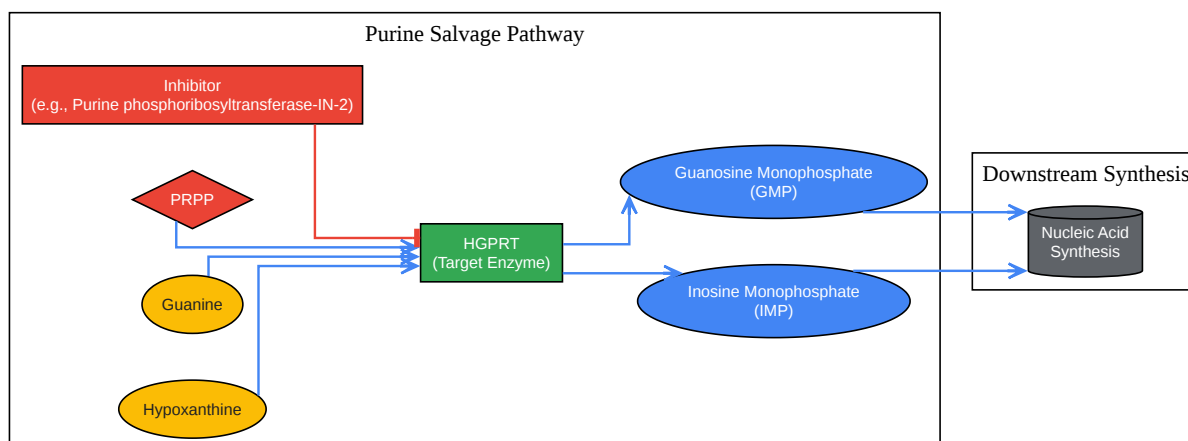 Purine Salvage Pathway
Inhibitor
(e.g., Purine phosphoribosyltransferase-IN-2)
PRPP
Guanine
Hypoxanthine
HGPRT
(Target Enzyme)
Guanosine Monophosphate
(GMP)
Inosine Monophosphate
(IMP)
Downstream Synthesis
Nucleic Acid
Synthesis